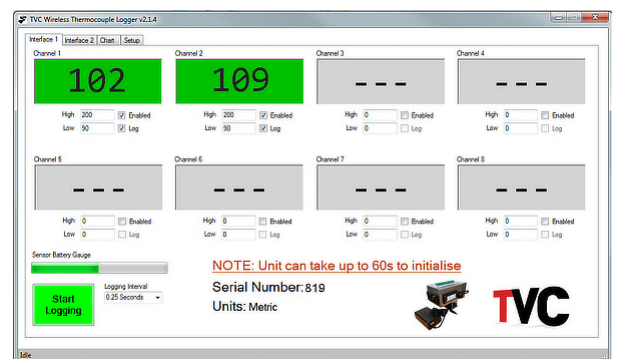 TVC Wireless Thermocouple Logger v2.1.4
Interface 1 Interface 2 Chart Setup
Channel 1 Channel 2 Channel 3 Channel 4
102 109 --- ---
High 200 Enabled High 200 Enabled High 0 Enabled High 0 Enabled
Low 90 Log Low 90 Log Low 0 Log Low 0 Log
Channel 5 Channel 6 Channel 7 Channel 8
--- --- --- ---
High 0 Enabled High 0 Enabled High 0 Enabled High 0 Enabled
Low 0 Log Low 0 Log Low 0 Log Low 0 Log
Sensor Battery Gauge
NOTE: Unit can take up to 60s to initialise
Start Logging
Logging Interval
0.25 Seconds
Serial Number: 819
Units: Metric
TVC
Idle